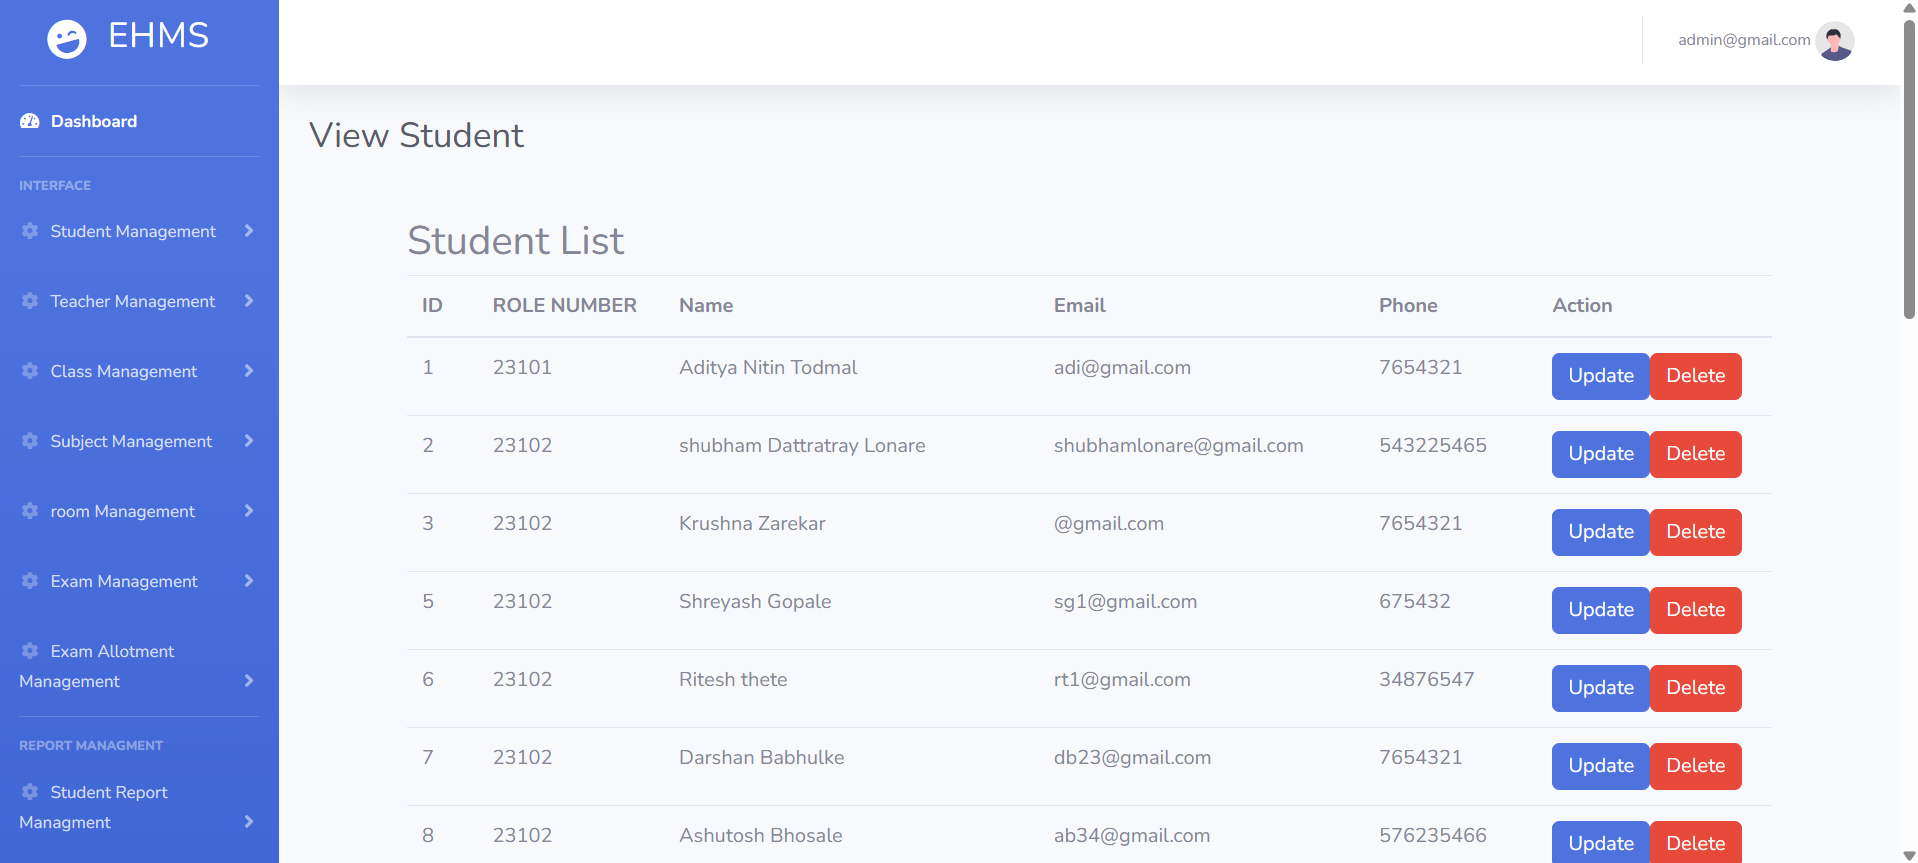 EHMS
admin@gmail.com
Dashboard
INTERFACE
Student Management
Teacher Management
Class Management
Subject Management
room Management
Exam Management
Exam Allotment
Management
REPORT MANAGMENT
Student Report
Managment
View Student
Student List
ID ROLE NUMBER Name Email Phone Action
1 23101 Aditya Nitin Todmal adi@gmail.com 7654321 Update Delete
2 23102 shubham Dattratray Lonare shubhamlonare@gmail.com 543225465 Update Delete
3 23102 Krushna Zarekar @gmail.com 7654321 Update Delete
5 23102 Shreyash Gopale sg1@gmail.com 675432 Update Delete
6 23102 Ritesh thete rt1@gmail.com 34876547 Update Delete
7 23102 Darshan Babhulke db23@gmail.com 7654321 Update Delete
8 23102 Ashutosh Bhosale ab34@gmail.com 576235466 Update Delete